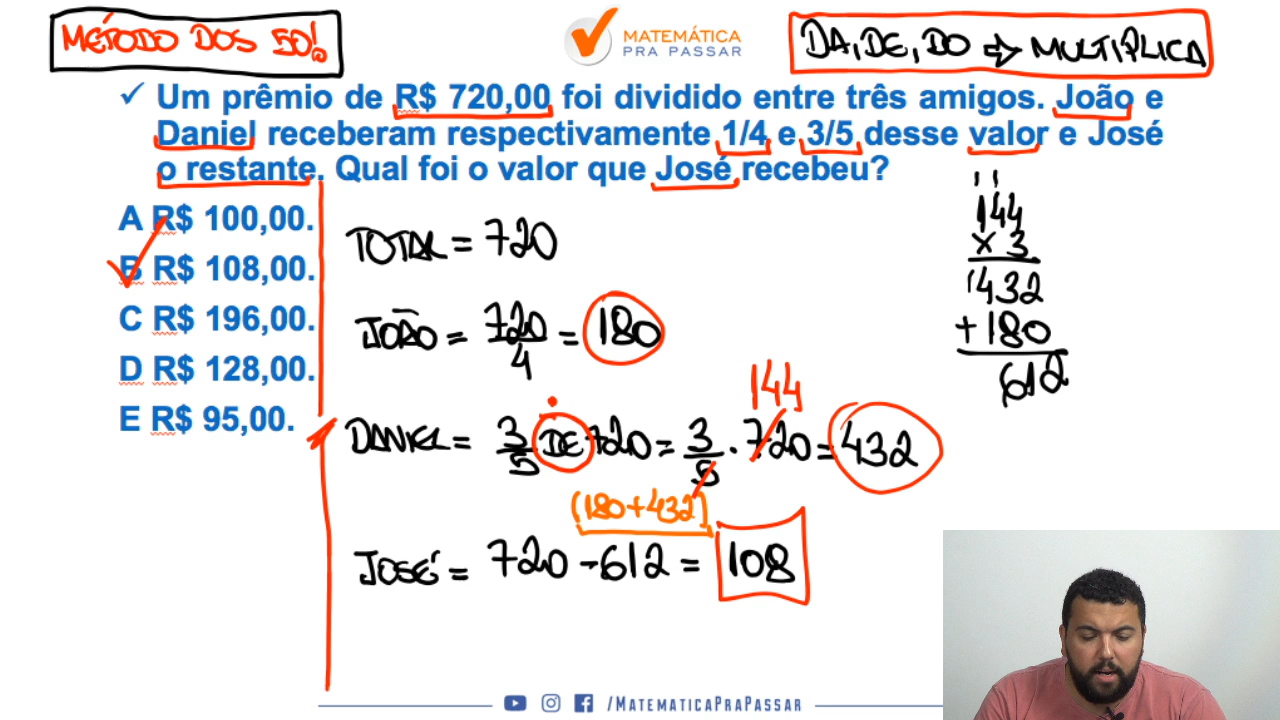 MÉTODO DOS 50!
MATEMÁTICA
PRA PASSAR
DA, DE, DO ⇒ MULTIPLICA
✓ Um prêmio de R$ 720,00 foi dividido entre três amigos. João e
Daniel receberam respectivamente 1/4 e 3/5 desse valor e José
o restante. Qual foi o valor que José recebeu?
A R$ 100,00.
B R$ 108,00.
C R$ 196,00.
D R$ 128,00.
E R$ 95,00.
TOTAL = 720
JOÃO = 720/4 = 180
144
DANIEL = 3/5 DE 720 = 3/5 . 720 = 432
(180+432)
JOSÉ = 720 - 612 = 108
1 1
144
x 3
1432
+ 180
612
/MATEMATICAPRAPASSAR